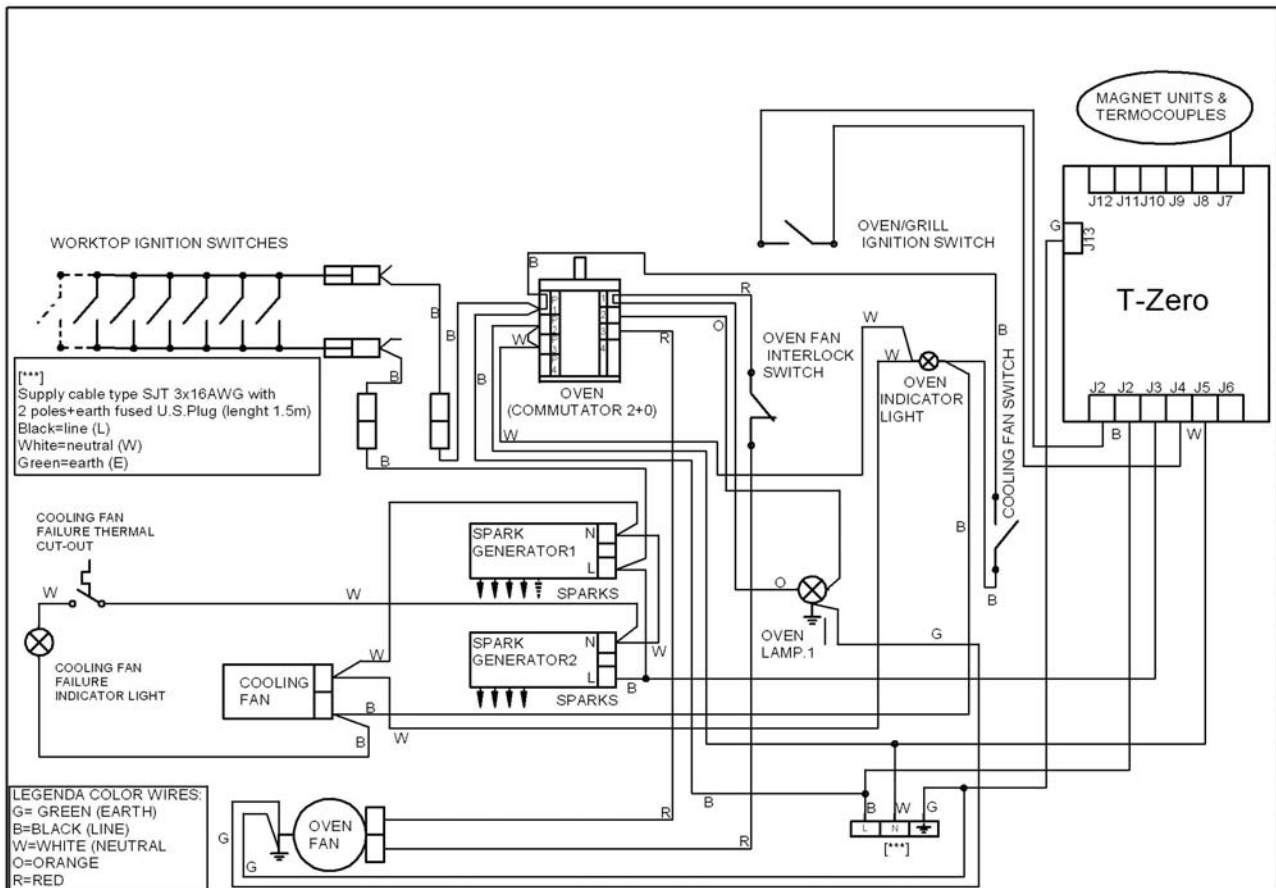 MAGNET UNITS &
TERMOCOUPLES
J12 J11 J10 J9 J8 J7
G
J13
T-Zero
J2 J2 J3 J4 J5 J6
B W
WORKTOP IGNITION SWITCHES
OVEN/GRILL
IGNITION SWITCH
B
R
O
R
B
B
B
B
W
W
B
OVEN
(COMMUTATOR 2+0)
OVEN FAN
INTERLOCK
SWITCH
W
W
OVEN
INDICATOR
LIGHT
B
COOLING FAN SWITCH
B
B
[***]
Supply cable type SJT 3x16AWG with
2 poles+earth fused U.S.Plug (lenght 1.5m)
Black=line (L)
White=neutral (W)
Green=earth (E)
COOLING FAN
FAILURE THERMAL
CUT-OUT
W
W
COOLING FAN
FAILURE
INDICATOR LIGHT
SPARK
GENERATOR1
N
L
SPARKS
SPARK
GENERATOR2
N
L
SPARKS
W
B
O
OVEN
LAMP.1
G
COOLING
FAN
W
B
W
B
LEGENDA COLOR WIRES:
G= GREEN (EARTH)
B=BLACK (LINE)
W=WHITE (NEUTRAL
O=ORANGE
R=RED
G
G
OVEN
FAN
R
R
B
B W G
L N
[***]